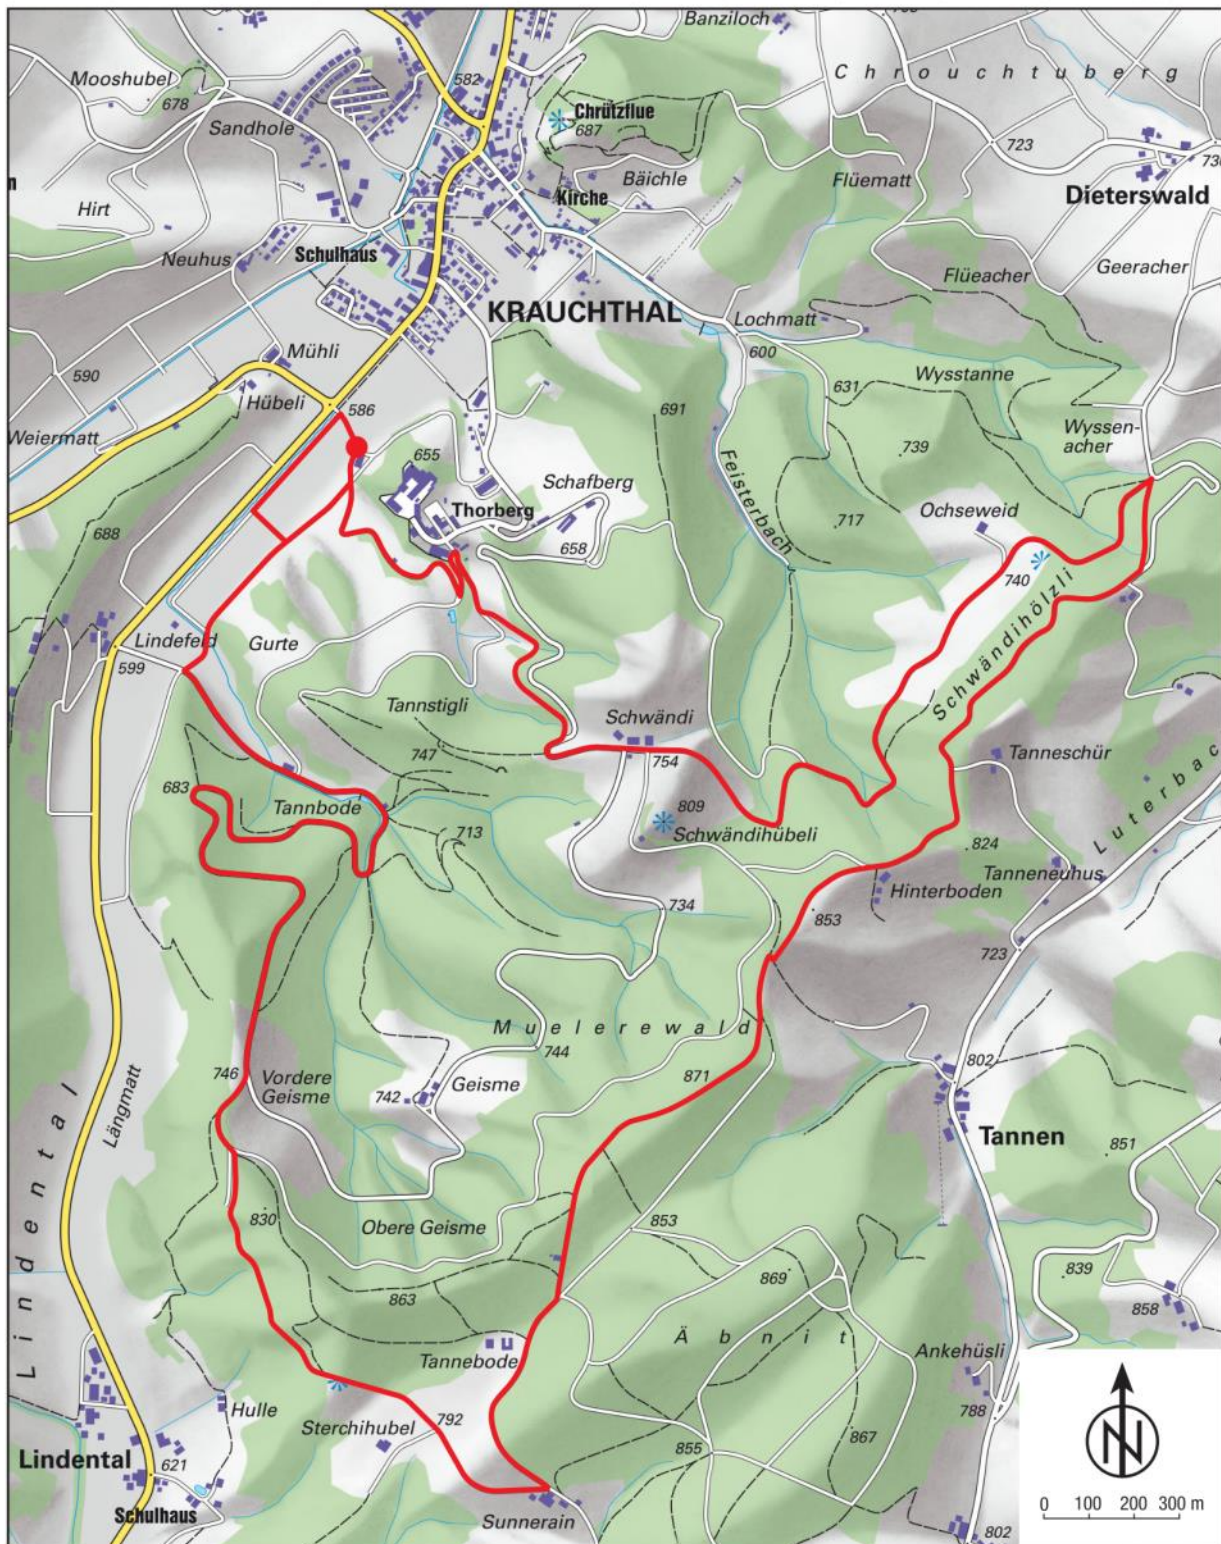 Banziloch
Mooshubel
678
582
Chrouchtuberg
Sandhole
Chrützflue
687
723
Bäichle
Flüematt
Dieterswald
Hirt
Kirche
Neuhus
Schulhaus
Geeracher
Flüeacher
KRAUCHTHAL
Lochmatt
600
Mühli
590
Hübeli
586
631
Wysstanne
691
Weiermatt
739
Wyssen-
acher
655
Schafberg
Feisterbach
Thorberg
Ochseweid
717
688
658
740
Schwändihölzli
Lindefeld
Gurte
599
Tannstigli
Schwändi
747
754
Tanneschür
683
Tannbode
809
Schwändihübeli
713
824
Luterbac
Tanneneuhus
Hinterboden
734
853
723
Muelerewald
744
746
Vordere
Geisme
742
Geisme
871
802
Längmatt
Tannen
851
Lindental
830
Obere Geisme
853
863
869
839
858
Äbnit
Tannebode
Ankehüsli
Hulle
Sterchihubel
792
788
867
855
Lindental
621
Schulhaus
Sunnerain
802
N
0 100 200 300 m